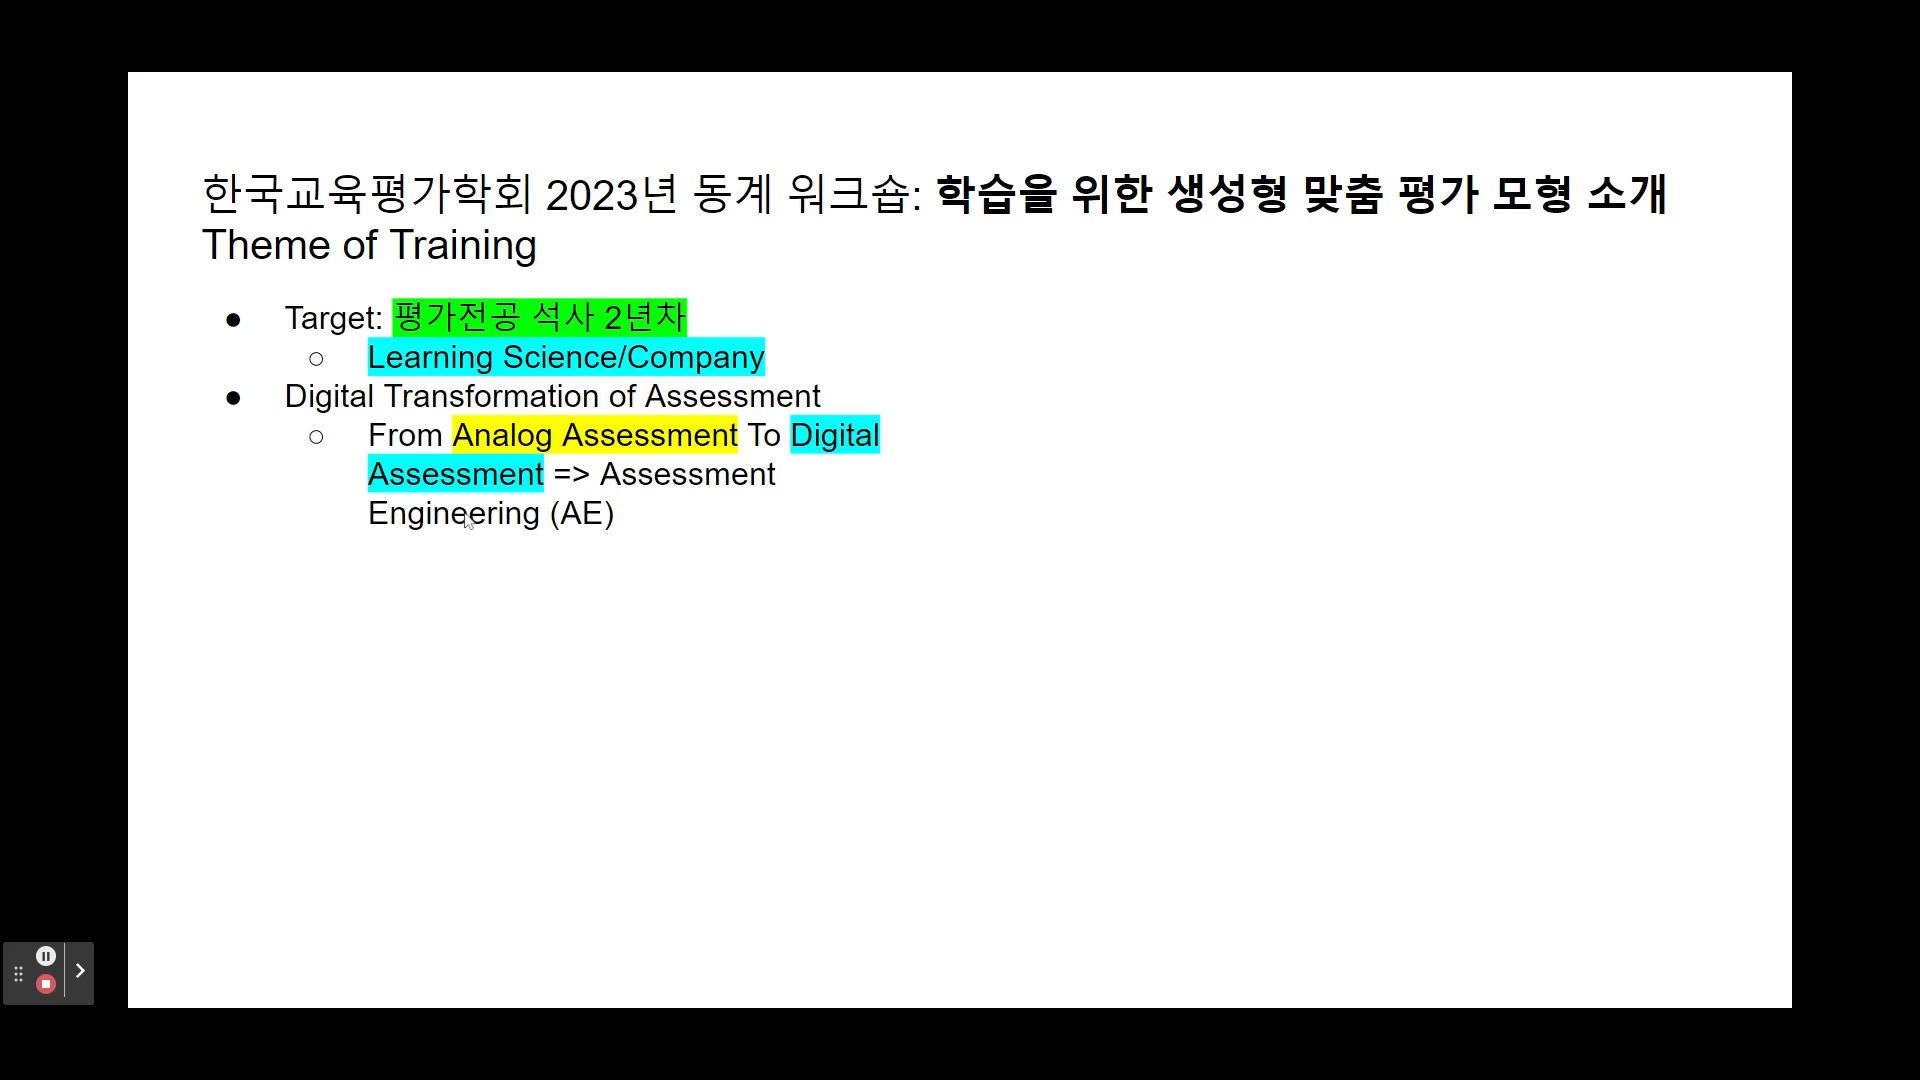 한국교육평가학회 2023년 동계 워크숍: 학습을 위한 생성형 맞춤 평가 모형 소개
Theme of Training
● Target: 평가전공 석사 2년차
○ Learning Science/Company
● Digital Transformation of Assessment
○ From Analog Assessment To Digital
Assessment => Assessment
Engineering (AE)